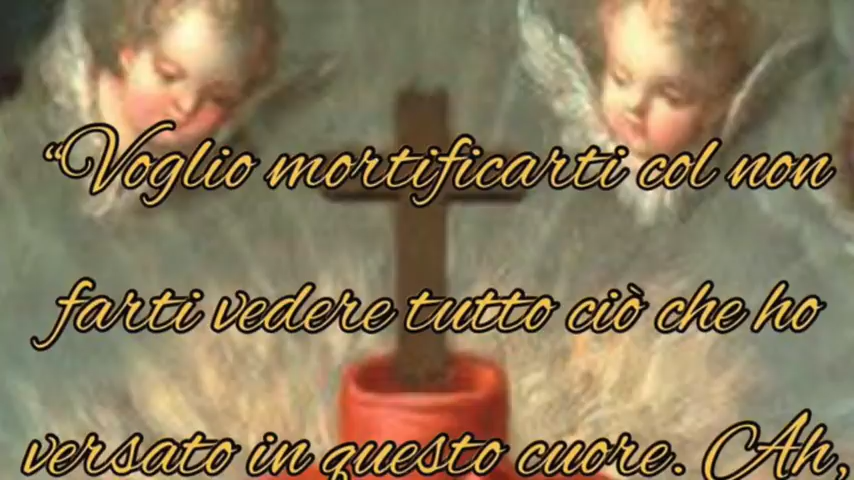 “Voglio mortificarti col non
farti vedere tutto ciò che ho
versato in questo cuore. Ah,